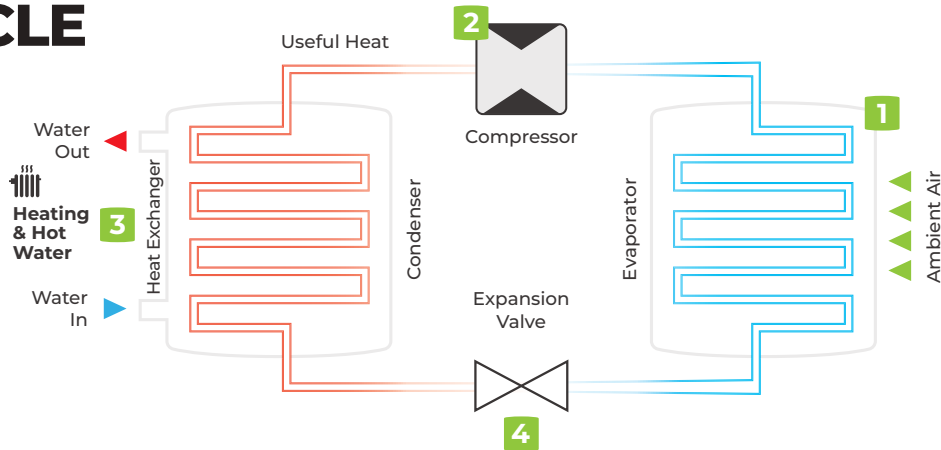 CLE
Useful Heat
2
Compressor
1
Water
Out
Heating
& Hot
Water
3
Heat Exchanger
Condenser
Evaporator
Ambient Air
Water
In
Expansion
Valve
4